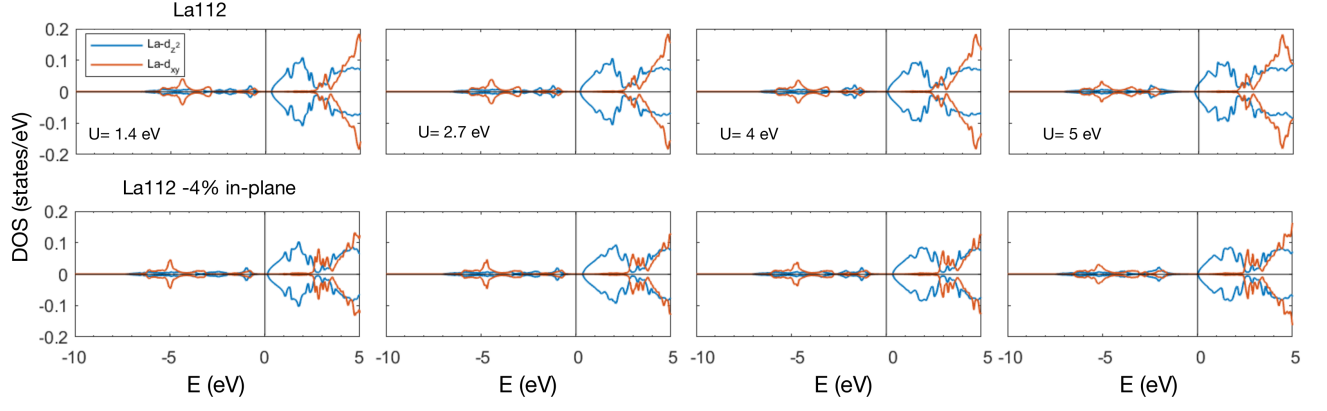 La112
0.2
0.1
0
-0.1
-0.2
La-d_z²
La-d_xy
U= 1.4 eV
U= 2.7 eV
U= 4 eV
U= 5 eV
DOS (states/eV)
La112 -4% in-plane
0.2
0.1
0
-0.1
-0.2
-10 -5 0 5 -10 -5 0 5 -10 -5 0 5 -10 -5 0 5
E (eV) E (eV) E (eV) E (eV)